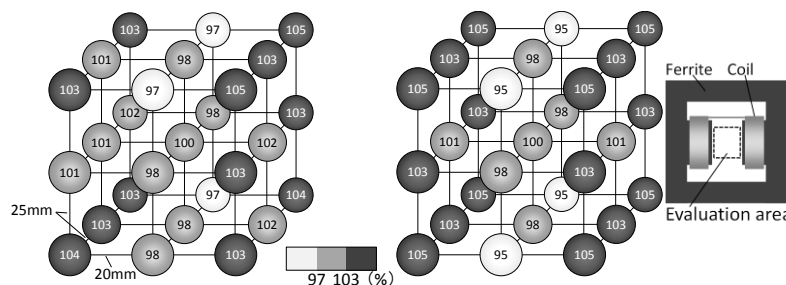 103 97 105 105 95 105
101 98 103 103 98 103
Ferrite Coil
103 97 105 105 95 105
102 98 103 103 98 103
101 100 102 101 100 101
101 98 103 103 98 103
103 97 104 105 95 105
25mm
Evaluation area
103 98 102 103 98 103
104 98 103 105 95 105
20mm
97 103 (%)